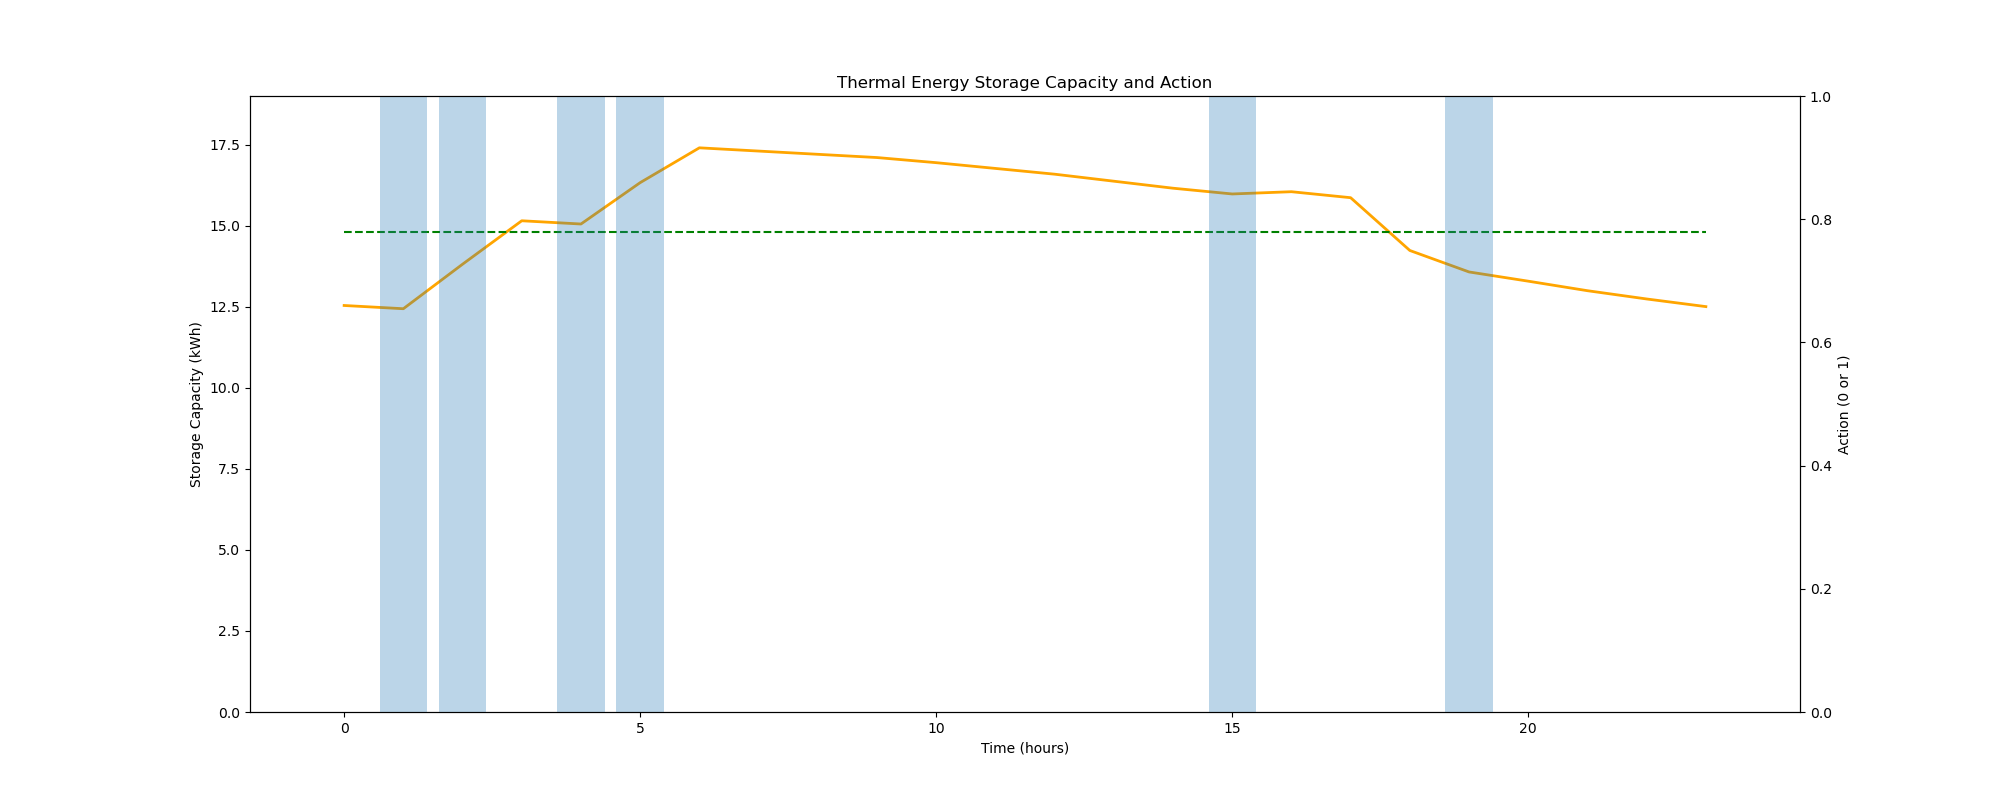 Thermal Energy Storage Capacity and Action
Storage Capacity (kWh)
17.5
15.0
12.5
10.0
7.5
5.0
2.5
0.0
1.0
0.8
0.6
0.4
0.2
0.0
Action (0 or 1)
0 5 10 15 20
Time (hours)